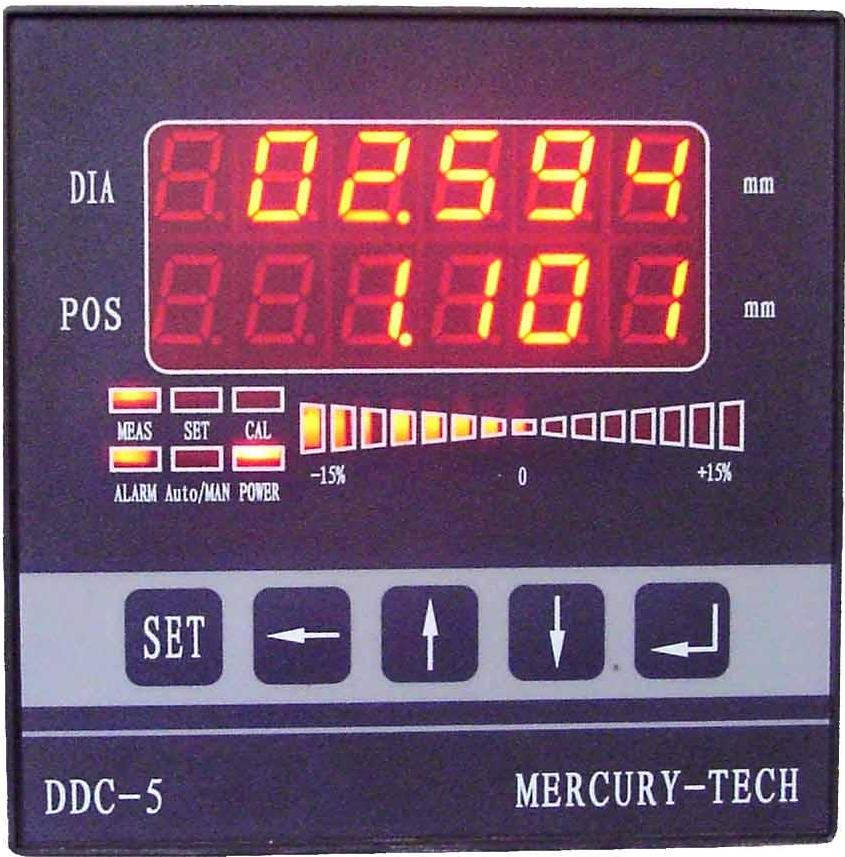 DIA 02.594 mm
POS 1.101 mm
MEAS SET CAL
ALARM Auto/MAN POWER
-15% 0 +15%
SET
DDC-5 MERCURY-TECH